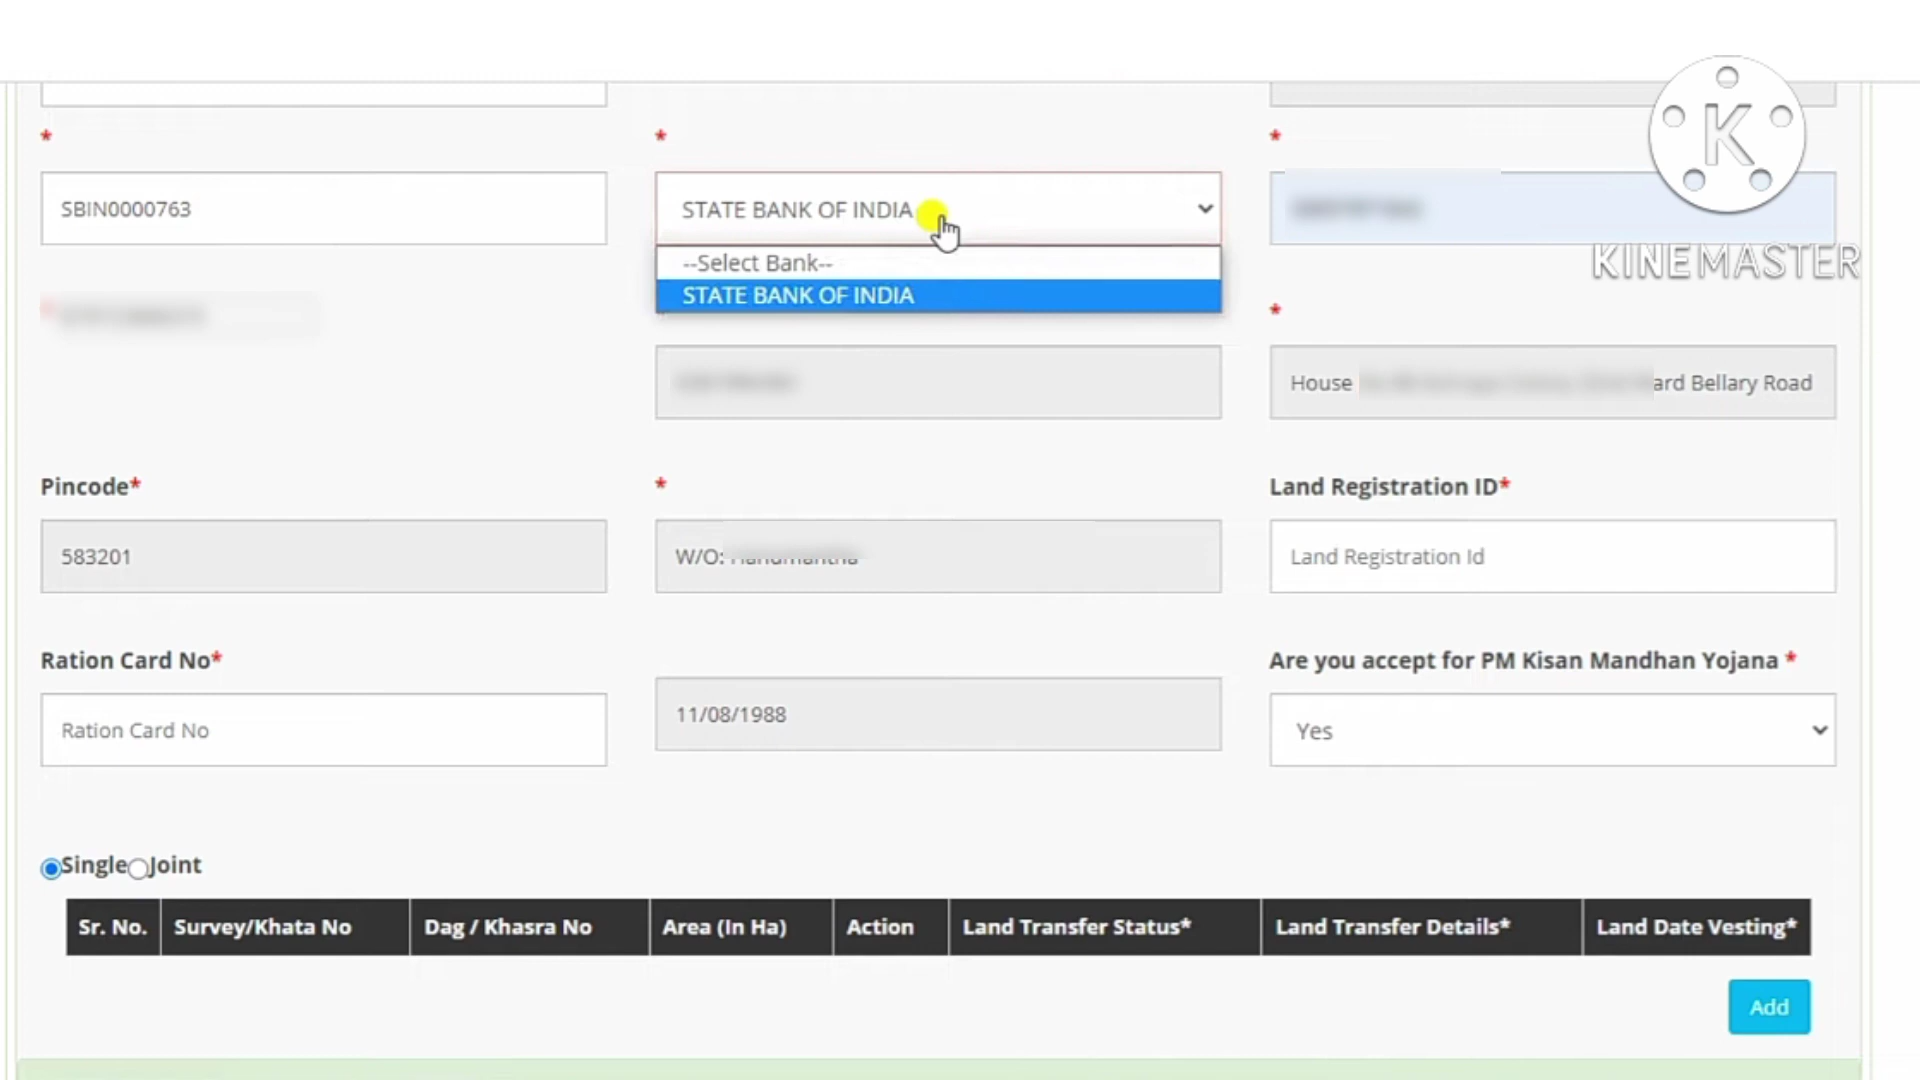 * * *
SBIN0000763
STATE BANK OF INDIA
--Select Bank--
STATE BANK OF INDIA
*
*
House
ard Bellary Road
Pincode*
*
Land Registration ID*
583201
W/O:
Land Registration Id
Ration Card No*
Are you accept for PM Kisan Mandhan Yojana *
Ration Card No
11/08/1988
Yes
Single Joint
Sr. No. Survey/Khata No Dag / Khasra No Area (In Ha) Action Land Transfer Status* Land Transfer Details* Land Date Vesting*
Add
K
KINEMASTER